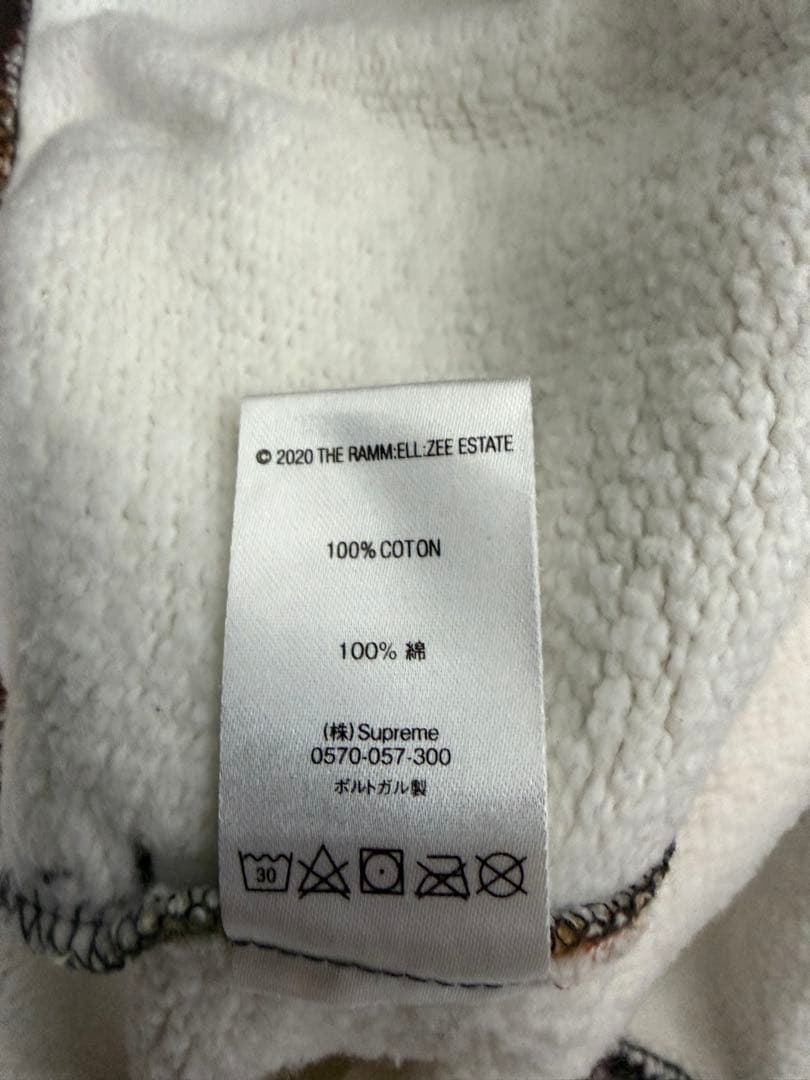 © 2020 THE RAMM:ELL:ZEE ESTATE
100% COTON
100% 綿
(株)Supreme
0570-057-300
ポルトガル製
30